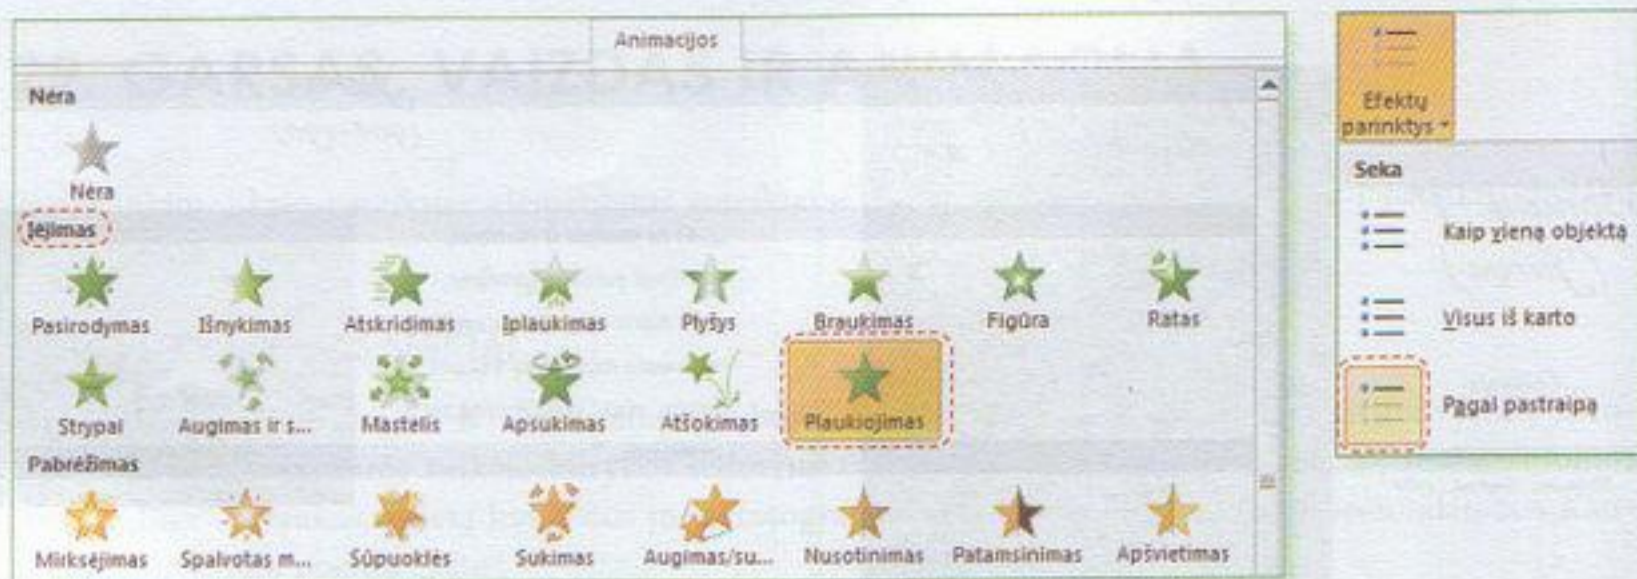 Animacijos
Nėra
Nėra
Įėjimas
Pasirodymas Išnykimas Atskridimas Įplaukimas Plyšys Braukimas Figūra Ratas
Strypai Augimas ir s... Mastelis Apsukimas Atšokimas Plaukiojimas
Pabrėžimas
Mirksėjimas Spalvotas m... Sūpuoklės Sukimas Augimas/su... Nusotinimas Patamsinimas Apšvietimas
Efektų
parinktys
Seka
Kaip vieną objektą
Visus iš karto
Pagal pastraipą